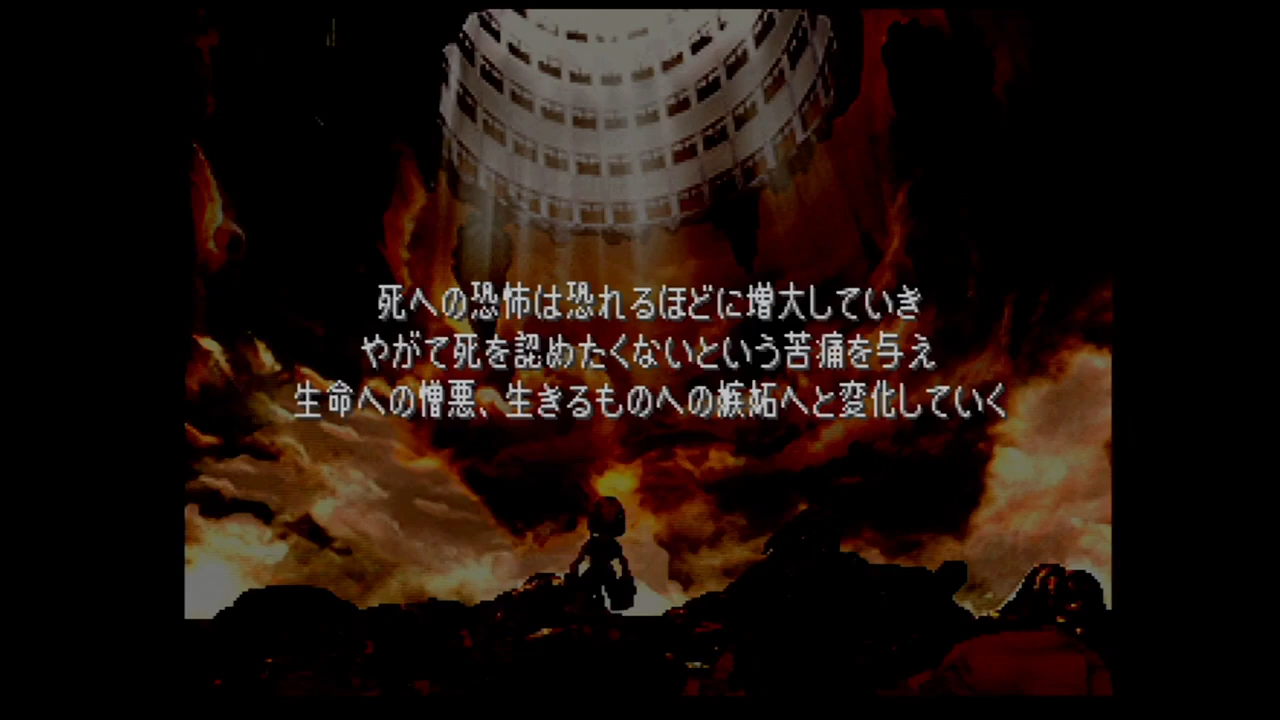 死への恐怖は恐れるほどに増大していき
やがて死を認めたくないという苦痛を与え
生命への憎悪、生きるものへの嫉妬へと変化していく